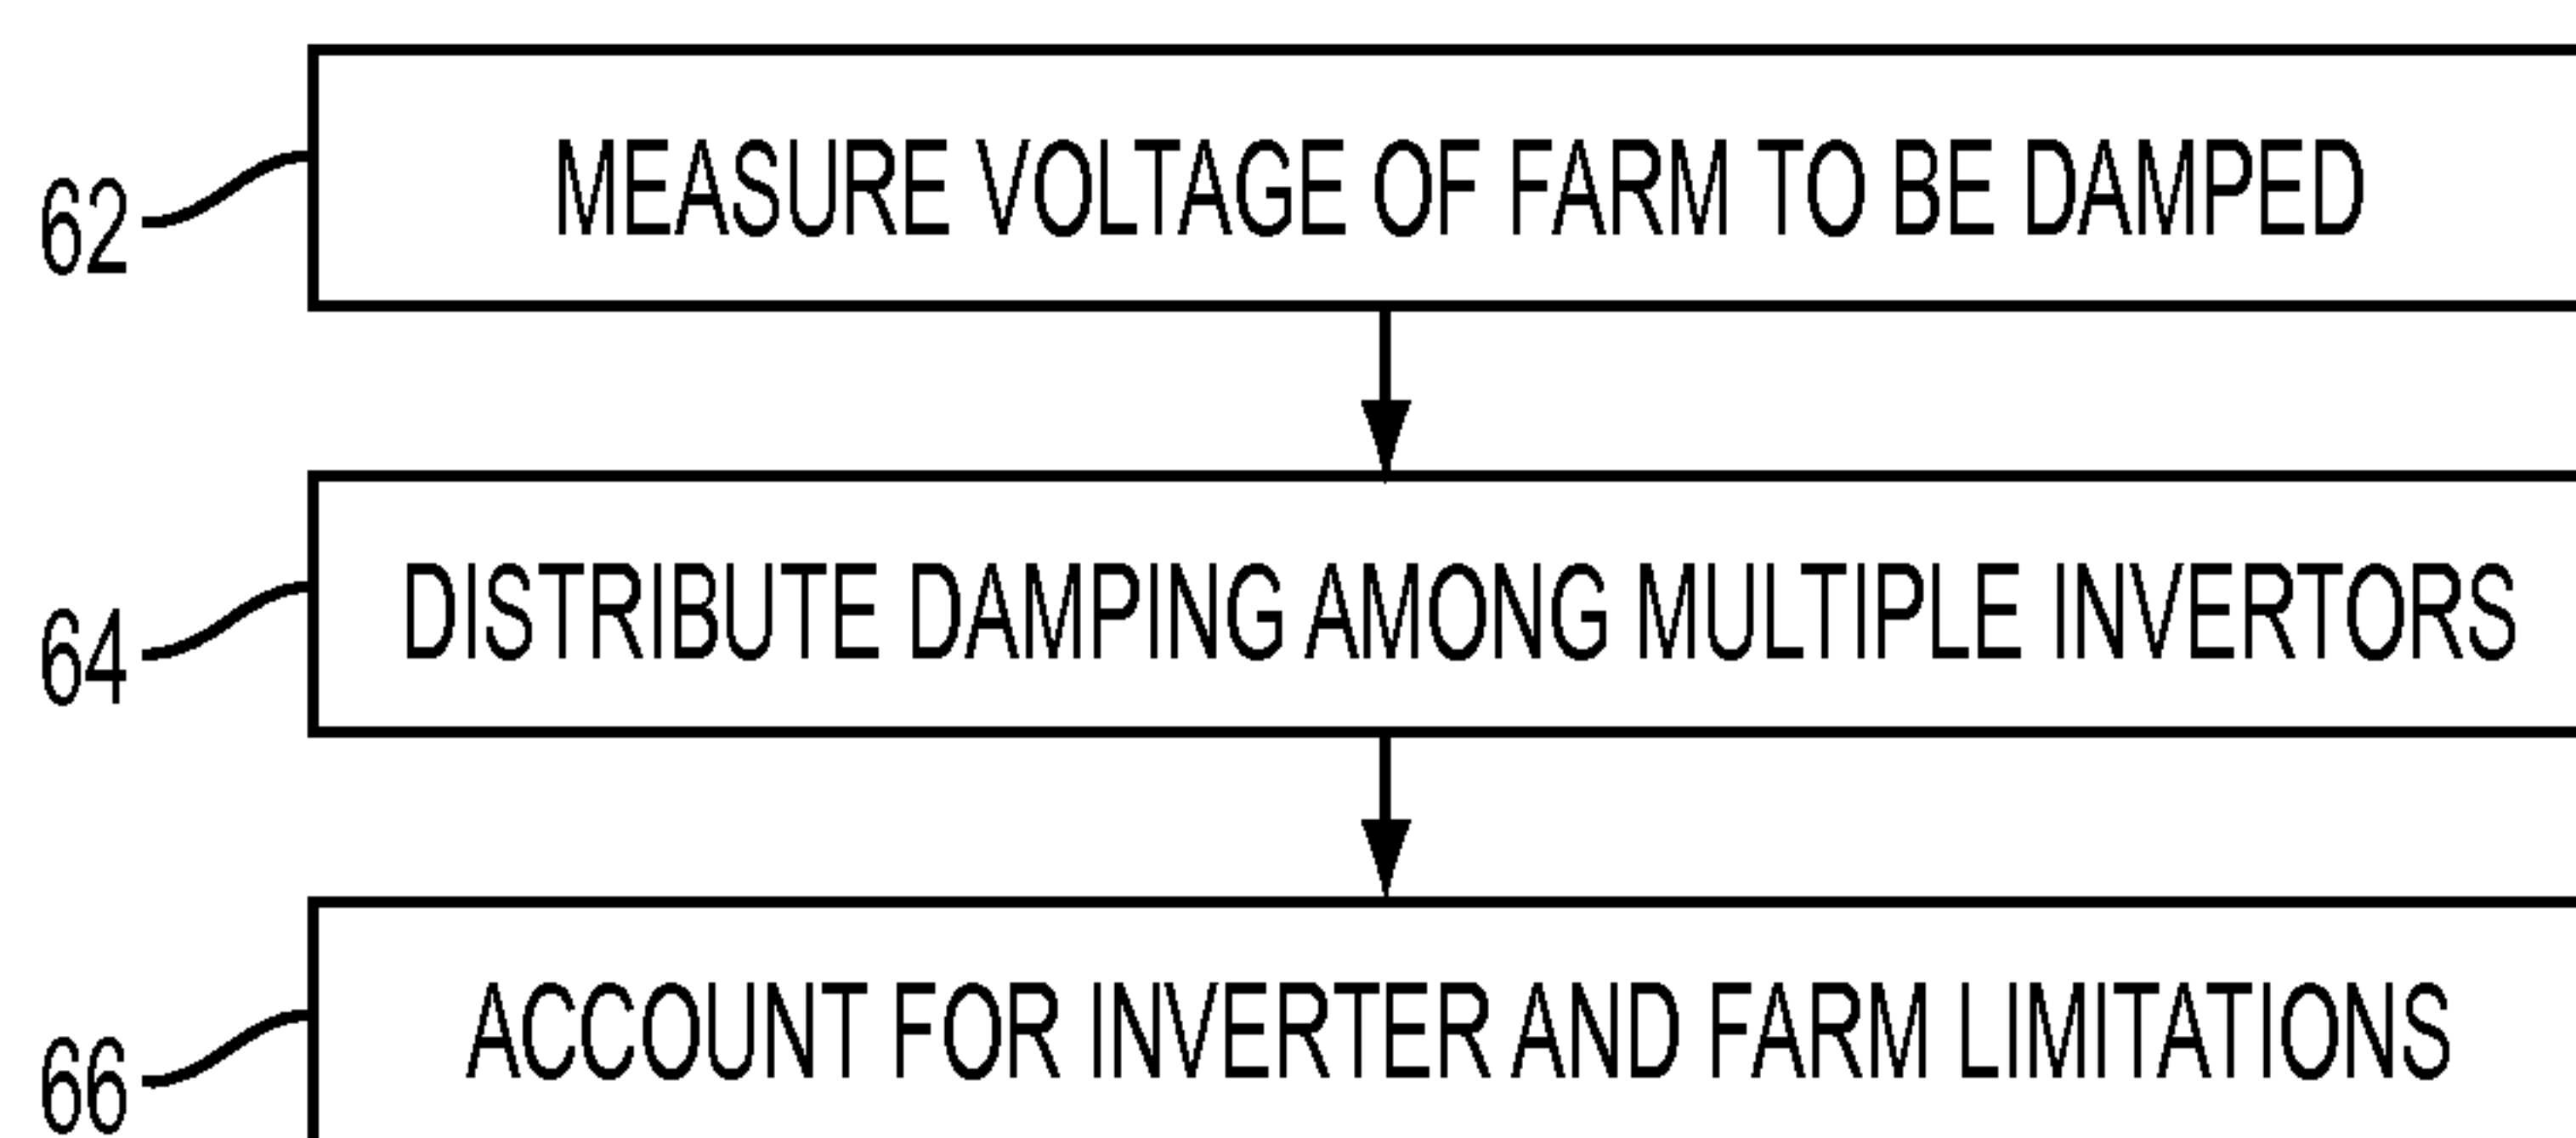 62 MEASURE VOLTAGE OF FARM TO BE DAMPED
64 DISTRIBUTE DAMPING AMONG MULTIPLE INVERTORS
66 ACCOUNT FOR INVERTER AND FARM LIMITATIONS